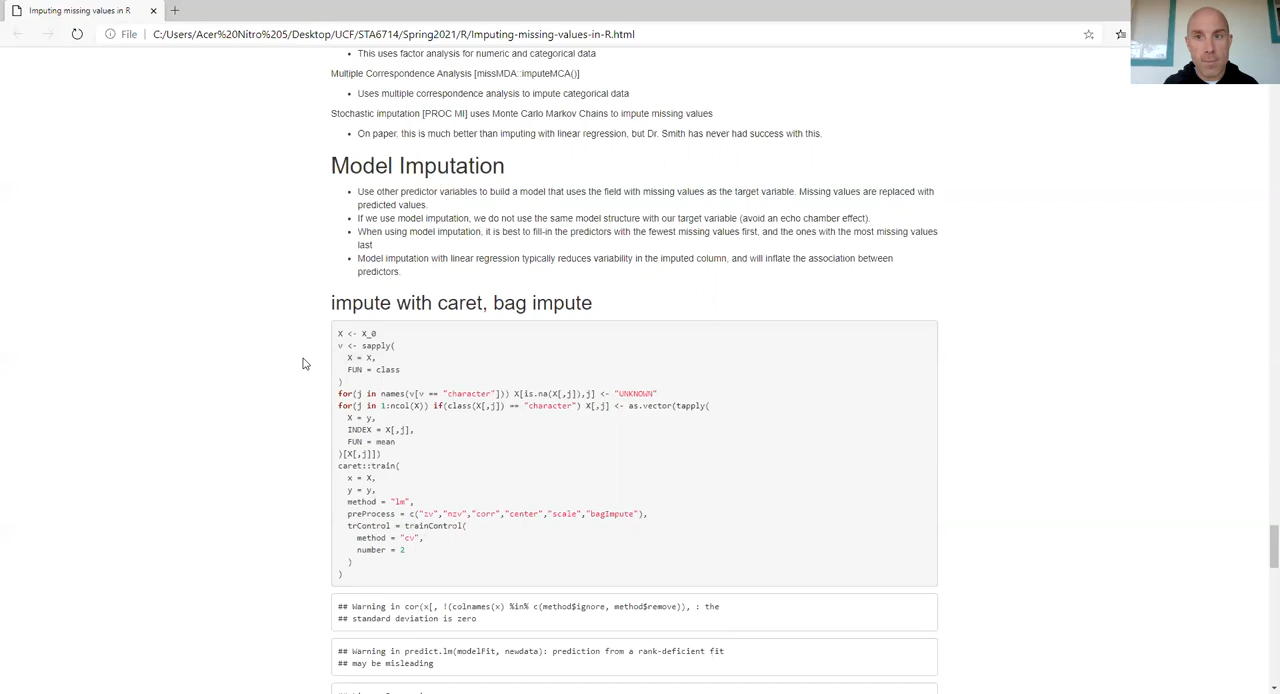 Imputing missing values in R
File
C:/Users/Acer%20Nitro%205/Desktop/UCF/STA6714/Spring2021/R/Imputing-missing-values-in-R.html
• This uses factor analysis for numeric and categorical data
Multiple Correspondence Analysis [missMDA::imputeMCA()]
• Uses multiple correspondence analysis to impute categorical data
Stochastic imputation [PROC MI] uses Monte Carlo Markov Chains to impute missing values
• On paper, this is much better than imputing with linear regression, but Dr. Smith has never had success with this.
Model Imputation
• Use other predictor variables to build a model that uses the field with missing values as the target variable. Missing values are replaced with
predicted values.
• If we use model imputation, we do not use the same model structure with our target variable (avoid an echo chamber effect).
• When using model imputation, it is best to fill-in the predictors with the fewest missing values first, and the ones with the most missing values
last
• Model imputation with linear regression typically reduces variability in the imputed column, and will inflate the association between
predictors.
impute with caret, bag impute
X <- X_0
v <- sapply(
X = X,
FUN = class
)
for(j in names(v[v == "character"])) X[is.na(X[,j]),j] <- "UNKNOWN"
for(j in 1:ncol(X)) if(class(X[,j]) == "character") X[,j] <- as.vector(tapply(
X = y,
INDEX = X[,j],
FUN = mean
)[X[,j]])
caret::train(
x = X,
y = y,
method = "lm",
preProcess = c("zv","nzv","corr","center","scale","bagImpute"),
trControl = trainControl(
method = "cv",
number = 2
)
)
## Warning in cor(x[, !(colnames(x) %in% c(method$ignore, method$remove)), : the
## standard deviation is zero
## Warning in predict.lm(modelFit, newdata): prediction from a rank-deficient fit
## may be misleading